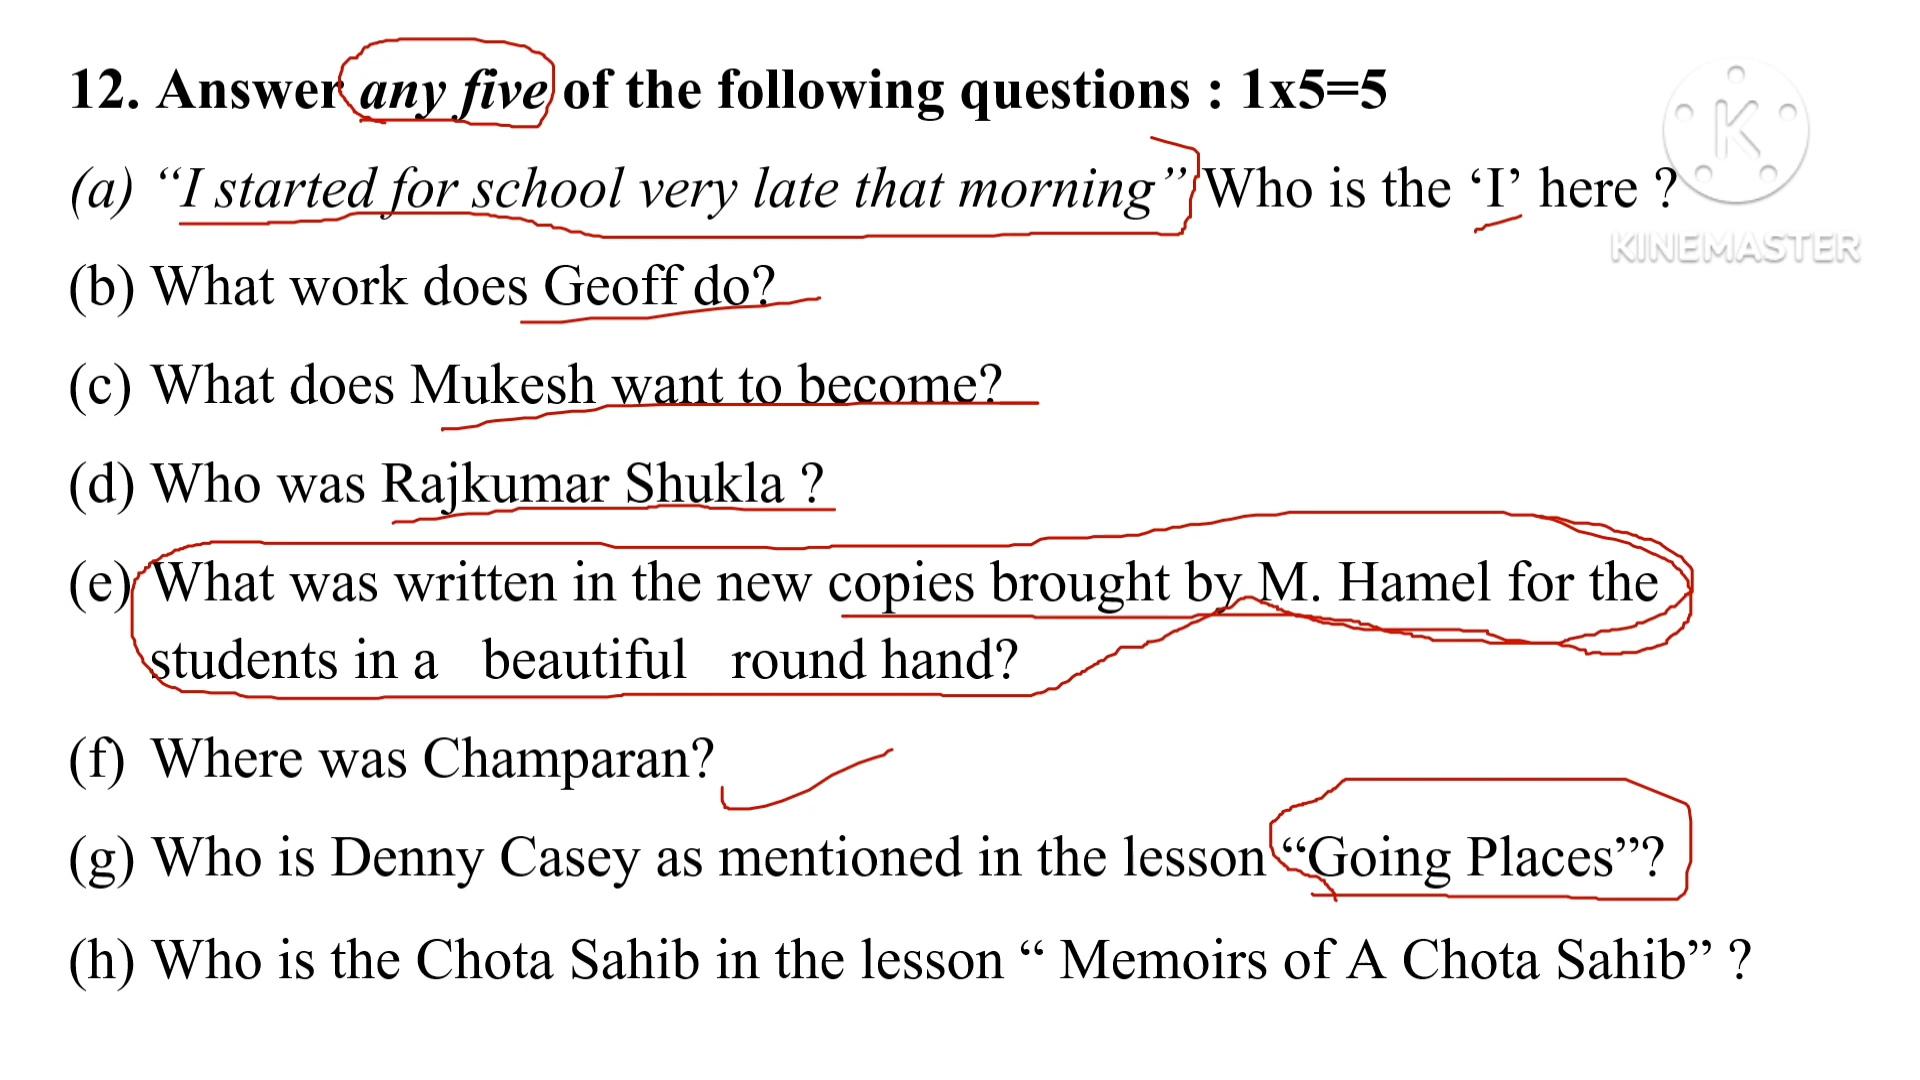 12. Answer any five of the following questions : 1x5=5
(a) “I started for school very late that morning” Who is the ‘I’ here ?
K
KINEMASTER
(b) What work does Geoff do?
(c) What does Mukesh want to become?
(d) Who was Rajkumar Shukla ?
(e) What was written in the new copies brought by M. Hamel for the
students in a beautiful round hand?
(f) Where was Champaran?
(g) Who is Denny Casey as mentioned in the lesson “Going Places”?
(h) Who is the Chota Sahib in the lesson “ Memoirs of A Chota Sahib” ?